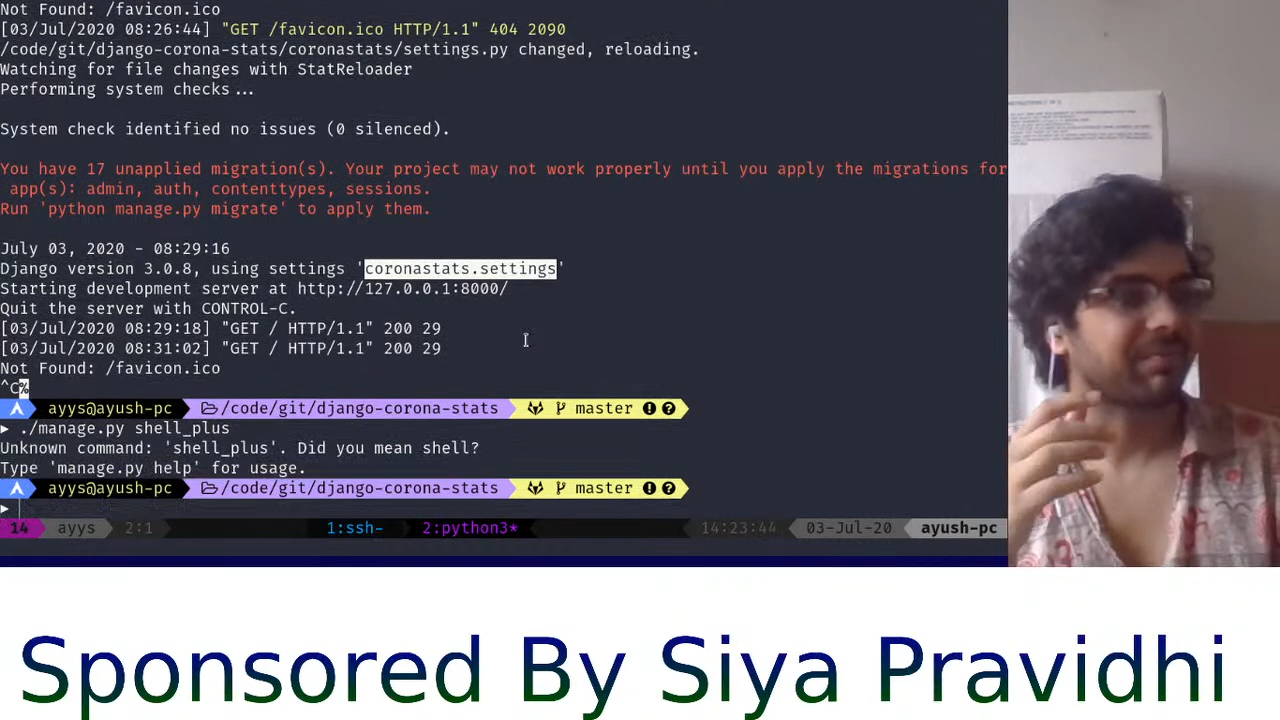 Not Found: /favicon.ico
[03/Jul/2020 08:26:44] "GET /favicon.ico HTTP/1.1" 404 2090
/code/git/django-corona-stats/coronastats/settings.py changed, reloading.
Watching for file changes with StatReloader
Performing system checks...
System check identified no issues (0 silenced).
You have 17 unapplied migration(s). Your project may not work properly until you apply the migrations for
app(s): admin, auth, contenttypes, sessions.
Run 'python manage.py migrate' to apply them.
July 03, 2020 - 08:29:16
Django version 3.0.8, using settings 'coronastats.settings'
Starting development server at http://127.0.0.1:8000/
Quit the server with CONTROL-C.
[03/Jul/2020 08:29:18] "GET / HTTP/1.1" 200 29
[03/Jul/2020 08:31:02] "GET / HTTP/1.1" 200 29
Not Found: /favicon.ico
^C%
ayys@ayush-pc /code/git/django-corona-stats master
./manage.py shell_plus
Unknown command: 'shell_plus'. Did you mean shell?
Type 'manage.py help' for usage.
ayys@ayush-pc /code/git/django-corona-stats master
14 ayys 2:1 1:ssh- 2:python3* 14:23:44 03-Jul-20 ayush-pc
Sponsored By Siya Pravidhi